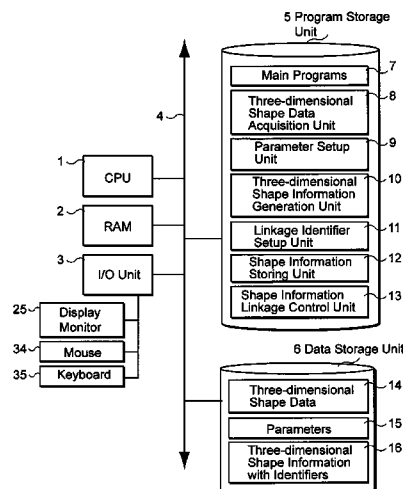 5 Program Storage
Unit
Main Programs
7
Three-dimensional
Shape Data
Acquisition Unit
8
Parameter Setup
Unit
9
Three-dimensional
Shape Information
Generation Unit
10
Linkage Identifier
Setup Unit
11
Shape Information
Storing Unit
12
Shape Information
Linkage Control Unit
13
4
1
CPU
2
RAM
3
I/O Unit
25
Display
Monitor
34
Mouse
35
Keyboard
6 Data Storage Unit
Three-dimensional
Shape Data
14
Parameters
15
Three-dimensional
Shape Information
with Identifiers
16